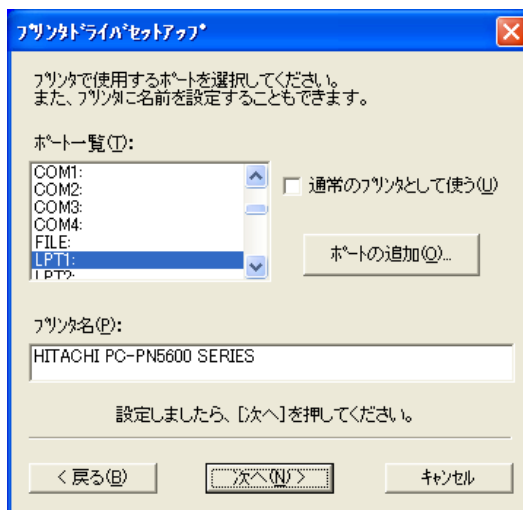 プリンタドライバセットアップ
プリンタで使用するポートを選択してください。
また、プリンタに名前を設定することもできます。
ポート一覧(T):
COM1:
COM2:
COM3:
COM4:
FILE:
LPT1:
LPT2:
通常のプリンタとして使う(U)
ポートの追加(O)...
プリンタ名(P):
HITACHI PC-PN5600 SERIES
設定しましたら、[次へ]を押してください。
< 戻る(B)
次へ(N) >
キャンセル